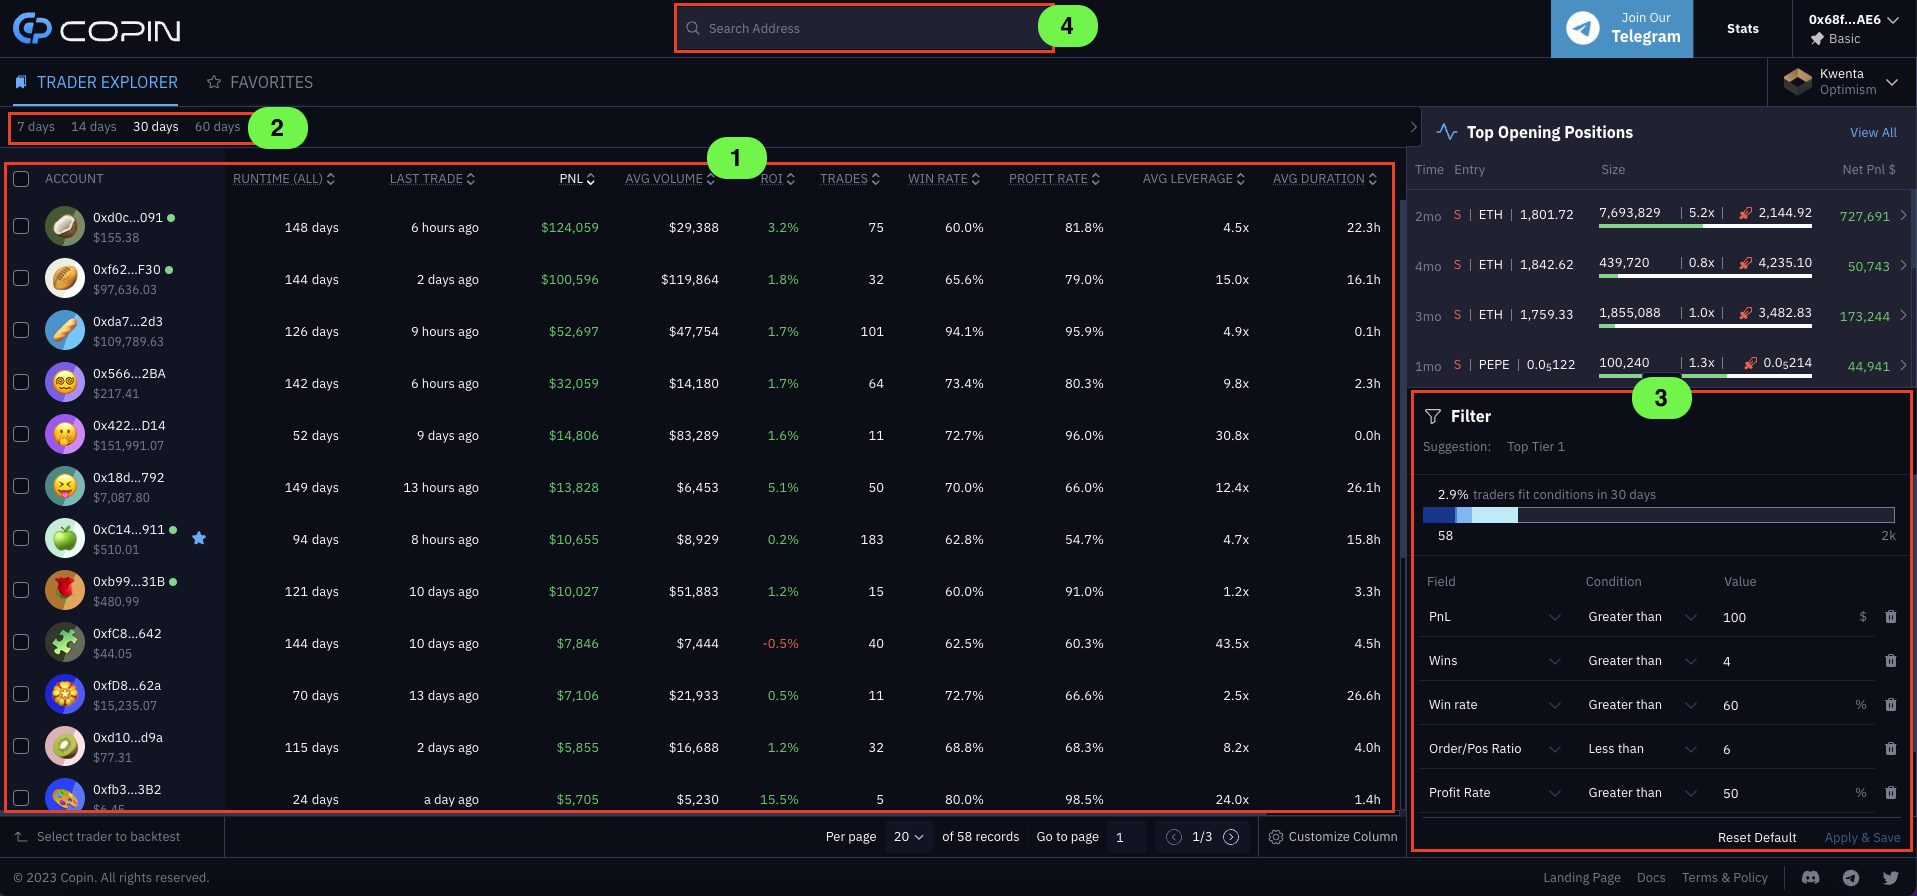 COPIN
Search Address
4
Join Our
Telegram
Stats
0x68f...AE6
Basic
TRADER EXPLORER
FAVORITES
Kwenta
Optimism
7 days 14 days 30 days 60 days
2
1
ACCOUNT RUNTIME (ALL) LAST TRADE PNL AVG VOLUME ROI TRADES WIN RATE PROFIT RATE AVG LEVERAGE AVG DURATION
0xd0c...091 148 days 6 hours ago $124,059 $29,388 3.2% 75 60.0% 81.8% 4.5x 22.3h
$155.38
0xf62...F30 144 days 2 days ago $100,596 $119,864 1.8% 32 65.6% 79.0% 15.0x 16.1h
$97,636.03
0xda7...2d3 126 days 9 hours ago $52,697 $47,754 1.7% 101 94.1% 95.9% 4.9x 0.1h
$109,789.63
0x566...2BA 142 days 6 hours ago $32,059 $14,180 1.7% 64 73.4% 80.3% 9.8x 2.3h
$217.41
0x422...D14 52 days 9 days ago $14,806 $83,289 1.6% 11 72.7% 96.0% 30.8x 0.0h
$151,991.07
0x18d...792 149 days 13 hours ago $13,828 $6,453 5.1% 50 70.0% 66.0% 12.4x 26.1h
$7,087.80
0xC14...911 94 days 8 hours ago $10,655 $8,929 0.2% 183 62.8% 54.7% 4.7x 15.8h
$510.01
0xb99...31B 121 days 10 days ago $10,027 $51,883 1.2% 15 60.0% 91.0% 1.2x 3.3h
$480.99
0xfC8...642 144 days 10 days ago $7,846 $7,444 -0.5% 40 62.5% 60.3% 43.5x 4.5h
$44.05
0xfD8...62a 70 days 13 days ago $7,106 $21,933 0.5% 11 72.7% 66.6% 2.5x 26.6h
$15,235.07
0xd10...d9a 115 days 2 days ago $5,855 $16,688 1.2% 32 68.8% 68.3% 8.2x 4.0h
$77.31
0xfb3...3B2 24 days a day ago $5,705 $5,230 15.5% 5 80.0% 98.5% 24.0x 1.4h
$6.45
Select trader to backtest
Per page 20 of 58 records Go to page 1 1/3 Customize Column
Top Opening Positions View All
Time Entry Size Net Pnl $
2mo S | ETH | 1,801.72 7,693,829 | 5.2x | 2,144.92 727,691
4mo S | ETH | 1,842.62 439,720 | 0.8x | 4,235.10 50,743
3mo S | ETH | 1,759.33 1,855,088 | 1.0x | 3,482.83 173,244
1mo S | PEPE | 0.0₅122 100,240 | 1.3x | 0.0₅214 44,941
3
Filter
Suggestion: Top Tier 1
2.9% traders fit conditions in 30 days
58 2k
Field Condition Value
PnL Greater than 100 $
Wins Greater than 4
Win rate Greater than 60 %
Order/Pos Ratio Less than 6
Profit Rate Greater than 50 %
Reset Default Apply & Save
© 2023 Copin. All rights reserved.
Landing Page Docs Terms & Policy